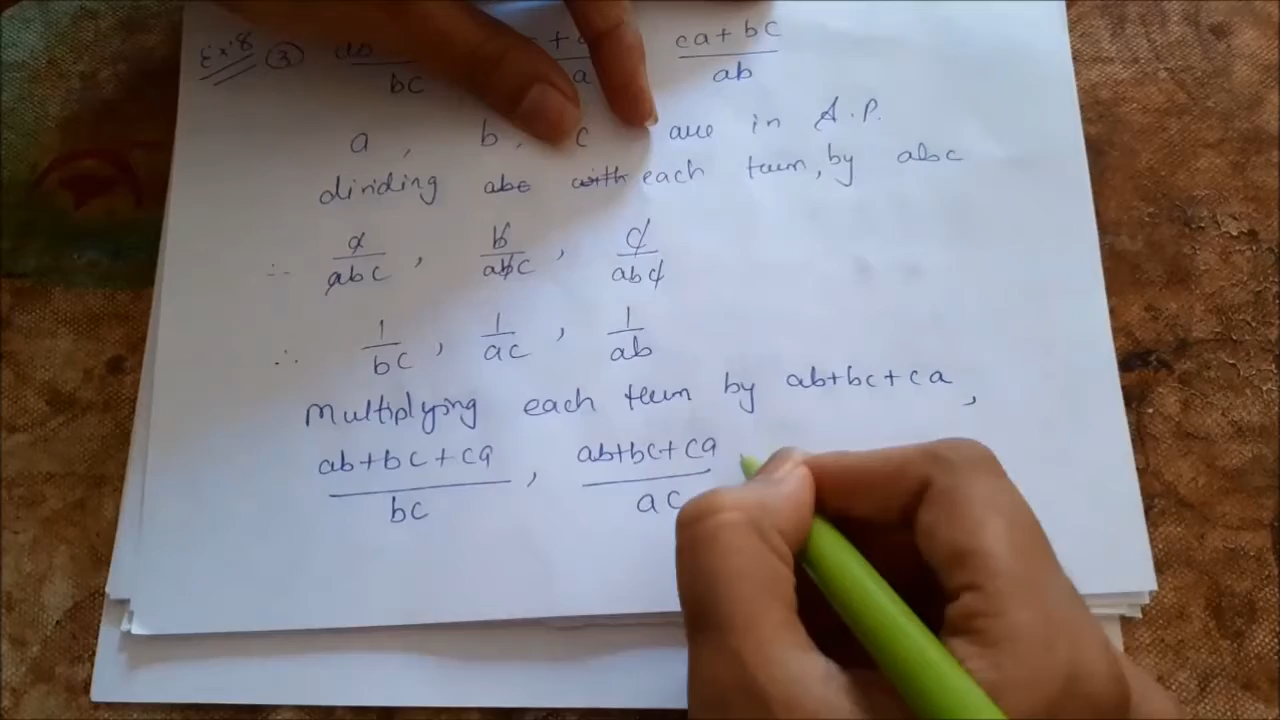 Ex:8 ③ bc + a ca+bc/ab
a, b, c are in A.P.
dividing abc with each term, by abc
∴ a/abc, b/abc, c/abc
∴ 1/bc, 1/ac, 1/ab
Multiplying each term by ab+bc+ca,
ab+bc+ca/bc, ab+bc+ca/ac